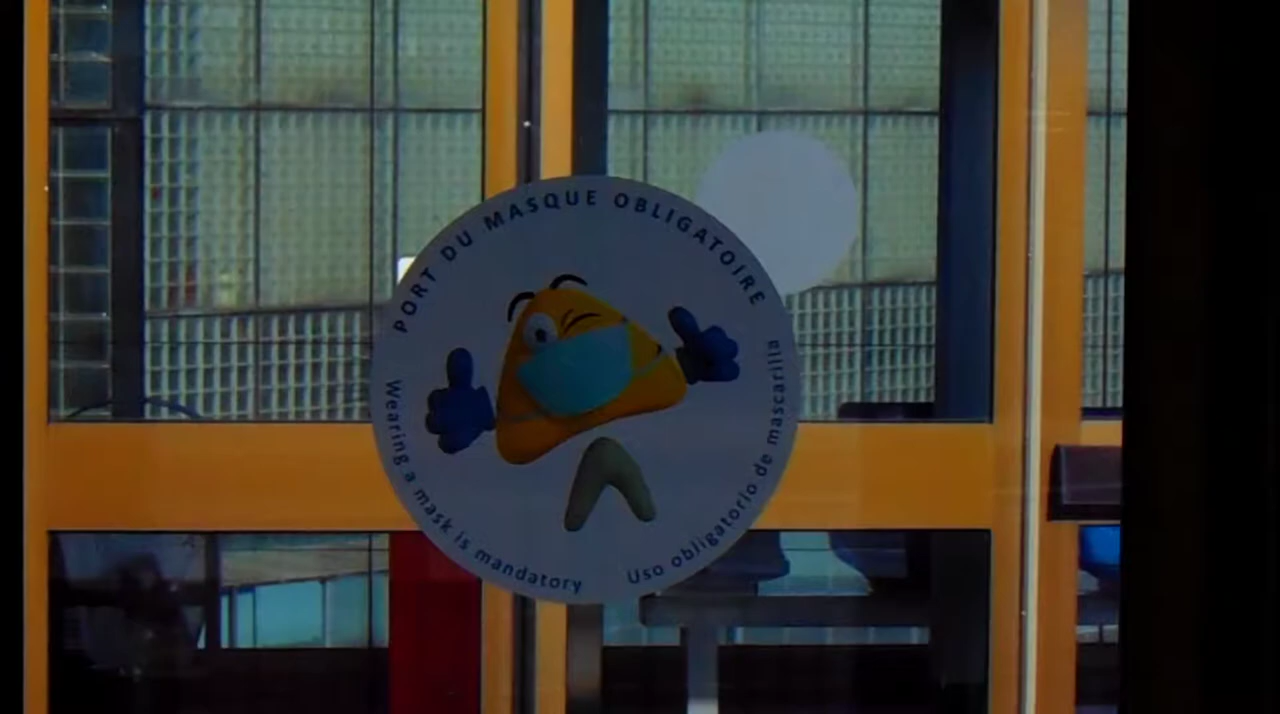 PORT DU MASQUE OBLIGATOIRE
Wearing a mask is mandatory
Uso obligatorio de mascarilla